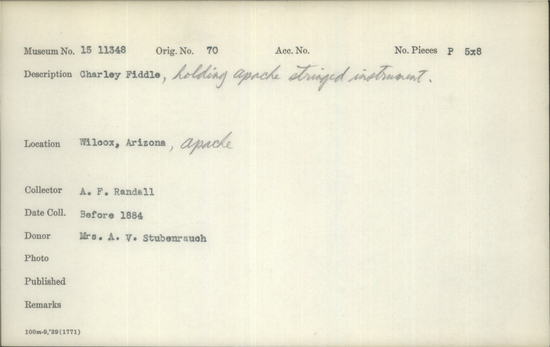 Museum No. 15 11348 Orig. No. 70 Acc. No. No. Pieces P 5x8
Description Charley Fiddle, holding apache stringed instrument.
Location Wilcox, Arizona, apache
Collector A. F. Randall
Date Coll. Before 1884
Donor Mrs. A. V. Stubenrauch
Photo
Published
Remarks
100m-9,'39(1771)